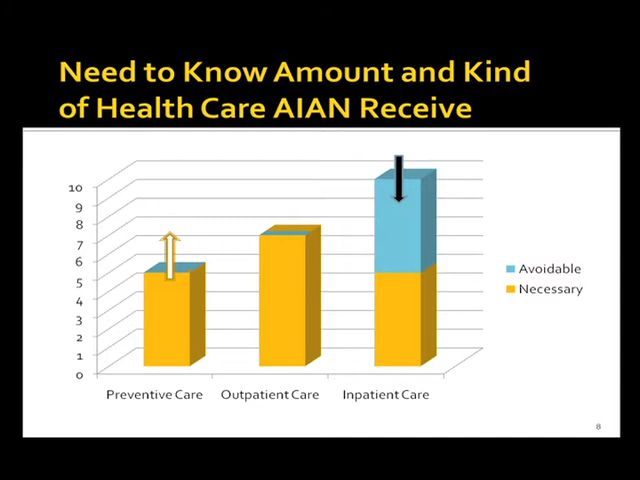 Need to Know Amount and Kind
of Health Care AIAN Receive
10
9
8
7
6
5
4
3
2
1
0
Preventive Care
Outpatient Care
Inpatient Care
Avoidable
Necessary
8